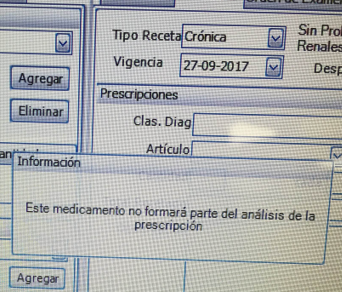 Tipo Receta Crónica
Sin
Renales
Vigencia 27-09-2017
Agregar
Desp
Eliminar
Prescripciones
Clas. Diag
Artículo
Información
Este medicamento no formará parte del análisis de la
prescripción
Agregar